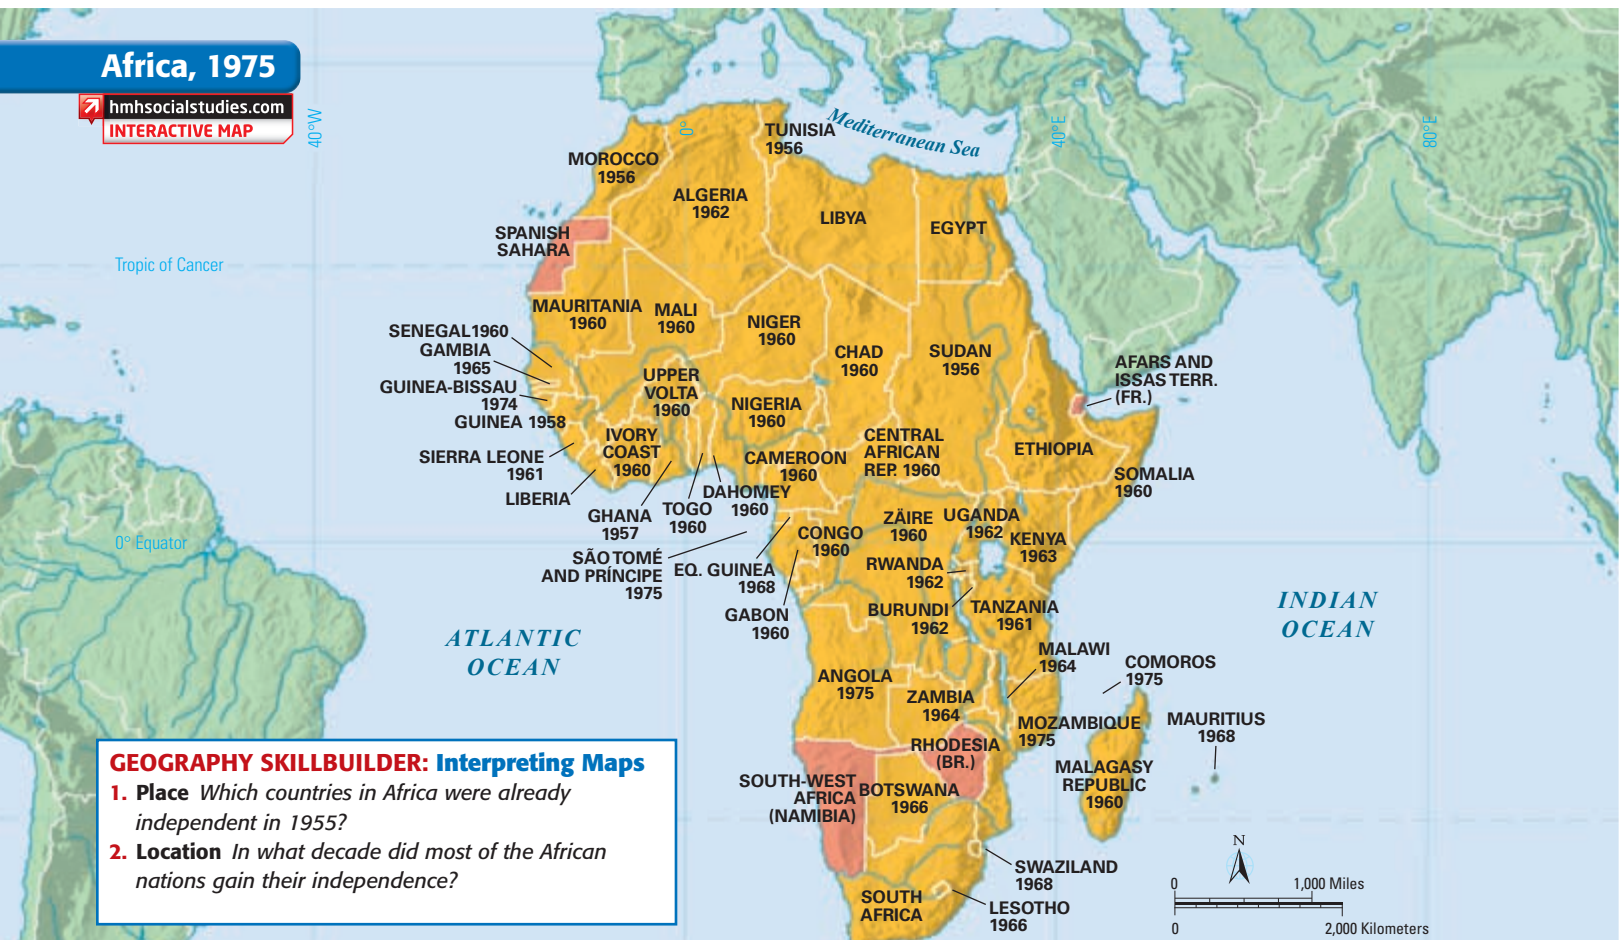 Africa, 1975
hmhsocialstudies.com
INTERACTIVE MAP
40°W
0°
40°E
80°E
Mediterranean Sea
TUNISIA
1956
MOROCCO
1956
ALGERIA
1962
LIBYA
EGYPT
SPANISH
SAHARA
Tropic of Cancer
MAURITANIA
1960
MALI
1960
NIGER
1960
CHAD
1960
SUDAN
1956
SENEGAL 1960
GAMBIA
1965
GUINEA-BISSAU
1974
GUINEA 1958
UPPER
VOLTA
1960
NIGERIA
1960
AFARS AND
ISSAS TERR.
(FR.)
IVORY
COAST
1960
CENTRAL
AFRICAN
REP. 1960
ETHIOPIA
SIERRA LEONE
1961
LIBERIA
CAMEROON
1960
SOMALIA
1960
GHANA
1957
TOGO
1960
DAHOMEY
1960
0° Equator
SÃO TOMÉ
AND PRÍNCIPE
1975
EQ. GUINEA
1968
GABON
1960
CONGO
1960
ZÄIRE
1960
UGANDA
1962
KENYA
1963
RWANDA
1962
BURUNDI
1962
TANZANIA
1961
INDIAN
OCEAN
ATLANTIC
OCEAN
MALAWI
1964
COMOROS
1975
ANGOLA
1975
ZAMBIA
1964
MOZAMBIQUE
1975
MAURITIUS
1968
RHODESIA
(BR.)
SOUTH-WEST
AFRICA
(NAMIBIA)
BOTSWANA
1966
MALAGASY
REPUBLIC
1960
SWAZILAND
1968
SOUTH
AFRICA
LESOTHO
1966
GEOGRAPHY SKILLBUILDER: Interpreting Maps
1. Place Which countries in Africa were already
independent in 1955?
2. Location In what decade did most of the African
nations gain their independence?
N
0 1,000 Miles
0 2,000 Kilometers